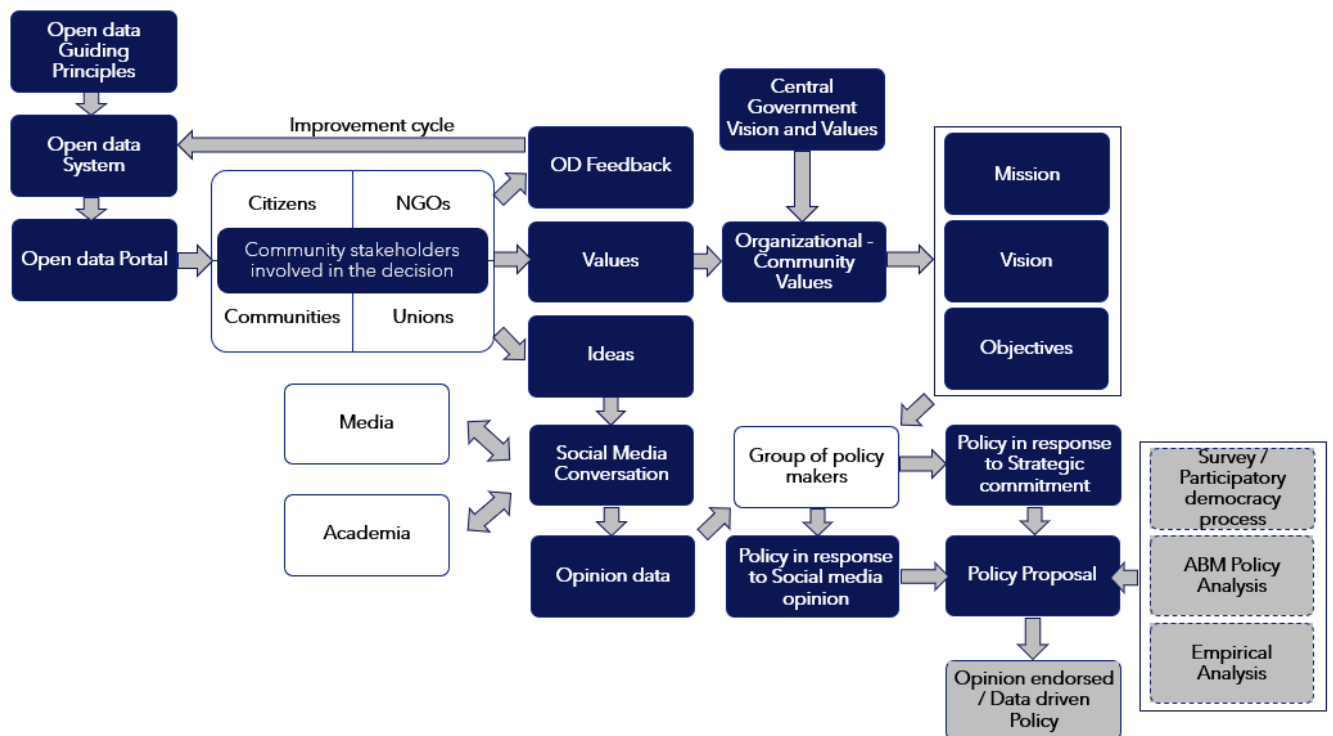 Open data
Guiding
Principles
Open data
System
Open data Portal
Improvement cycle
Citizens
NGOs
Community stakeholders
involved in the decision
Communities
Unions
OD Feedback
Values
Ideas
Central
Government
Vision and Values
Organizational -
Community
Values
Mission
Vision
Objectives
Media
Academia
Social Media
Conversation
Opinion data
Group of policy
makers
Policy in response
to Strategic
commitment
Policy in response
to Social media
opinion
Policy Proposal
Survey /
Participatory
democracy
process
ABM Policy
Analysis
Empirical
Analysis
Opinion endorsed
/ Data driven
Policy